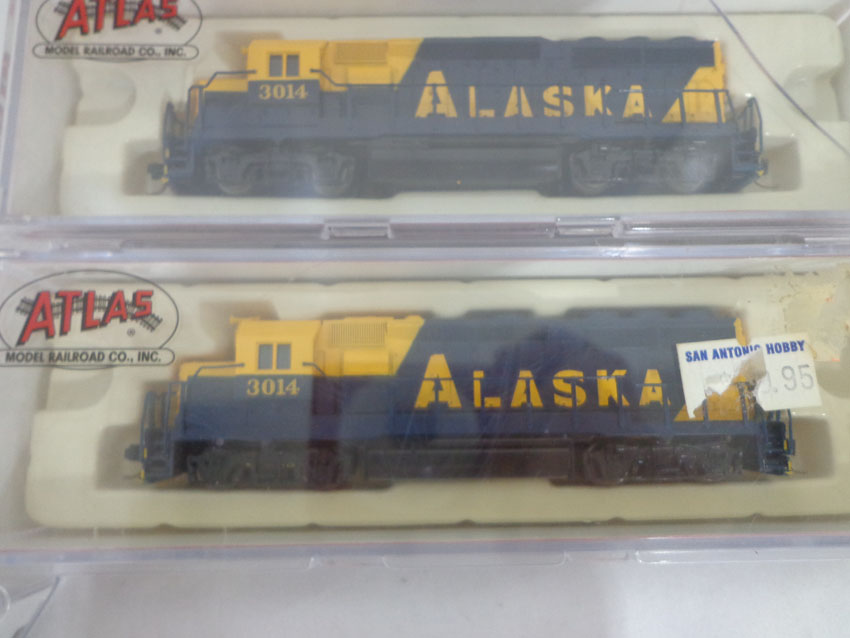 ATLAS
MODEL RAILROAD CO., INC.
3014
ALASKA
ATLAS
®
MODEL RAILROAD CO., INC.
3014
ALASKA
SAN ANTONIO HOBBY
.95